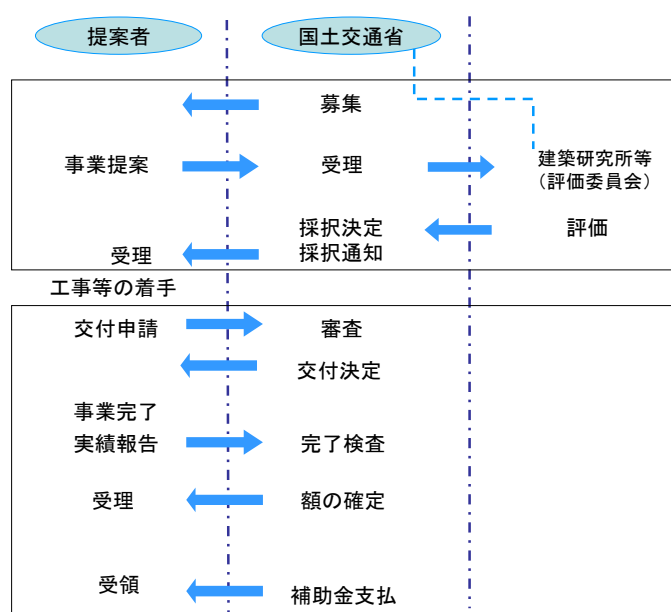 提案者
国土交通省
募集
事業提案
受理
建築研究所等
（評価委員会）
採択決定
評価
受理
採択通知
工事等の着手
交付申請
審査
交付決定
事業完了
実績報告
完了検査
受理
額の確定
受領
補助金支払